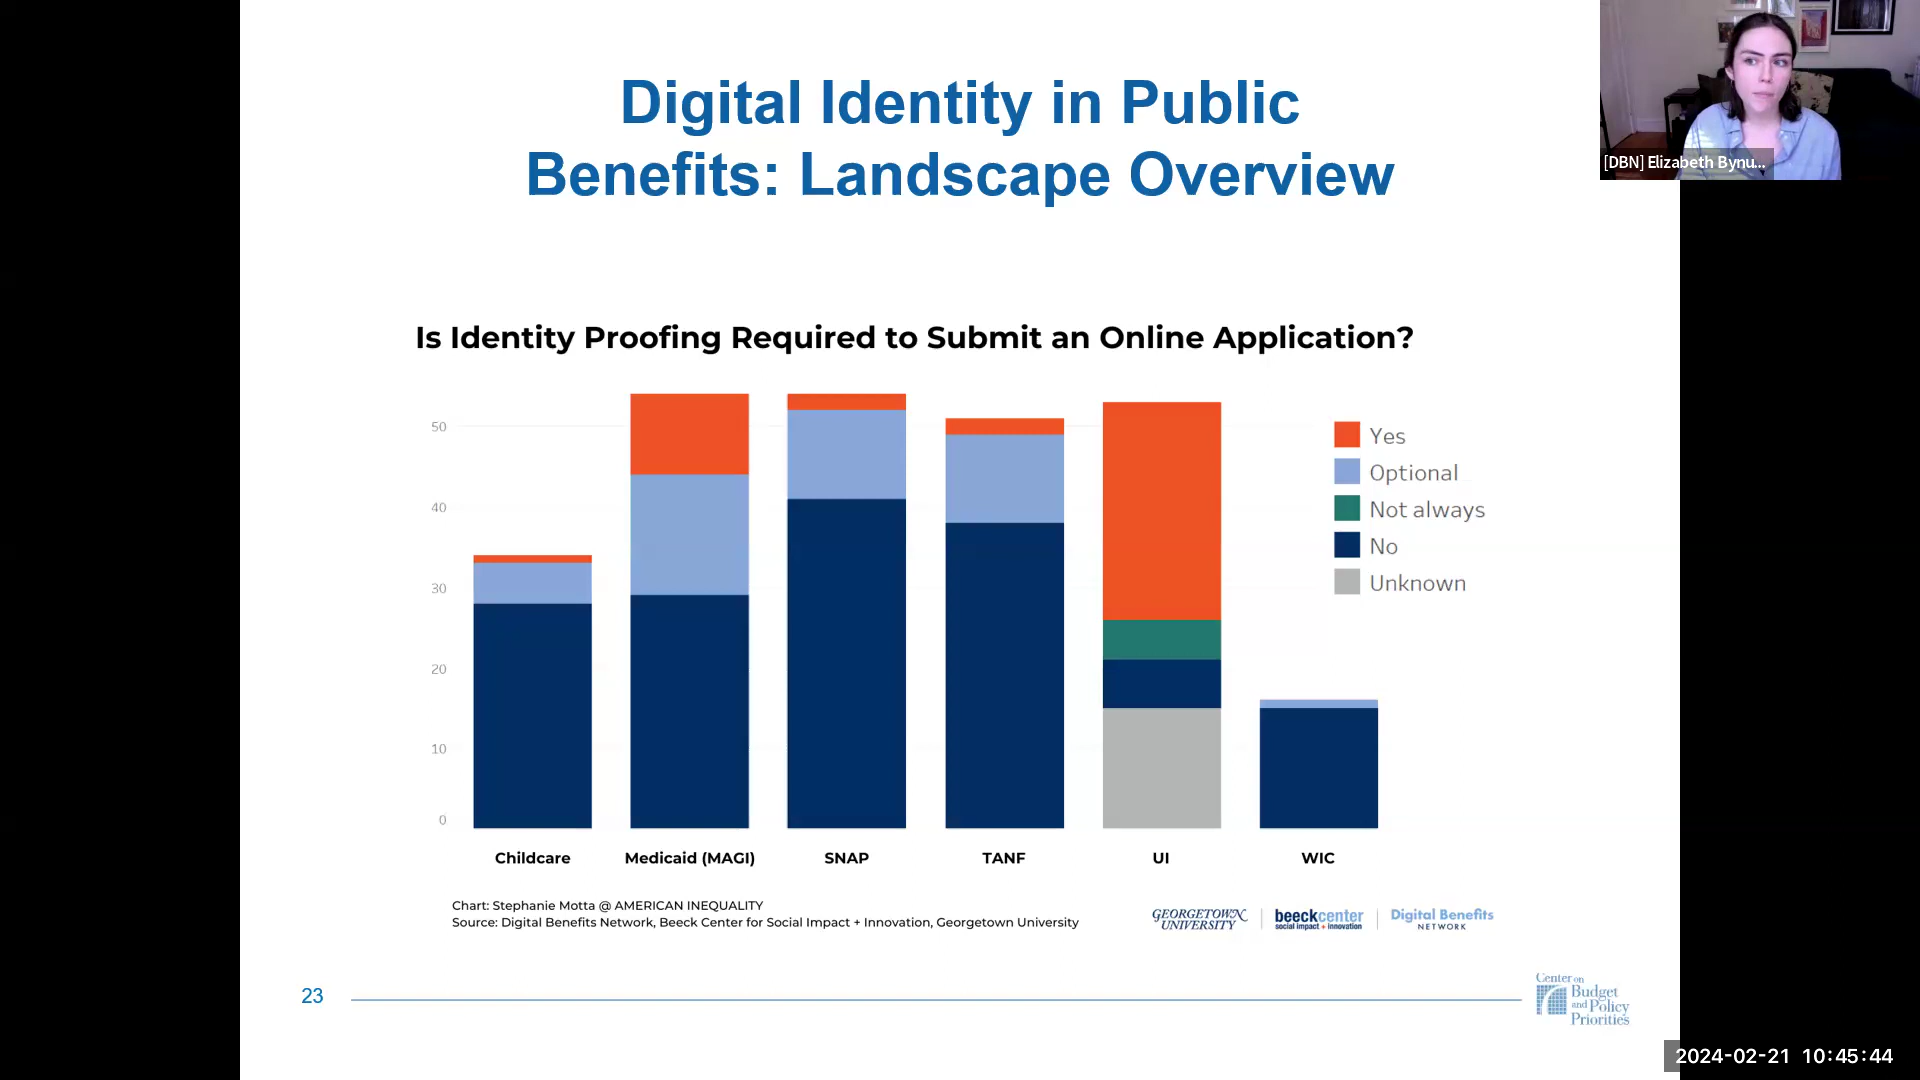 Digital Identity in Public
Benefits: Landscape Overview
[DBN] Elizabeth Bynu...
Is Identity Proofing Required to Submit an Online Application?
50
40
30
20
10
0
Yes
Optional
Not always
No
Unknown
Childcare
Medicaid (MAGI)
SNAP
TANF
UI
WIC
Chart: Stephanie Motta @ AMERICAN INEQUALITY
Source: Digital Benefits Network, Beeck Center for Social Impact + Innovation, Georgetown University
GEORGETOWN
UNIVERSITY
beeckcenter
social impact + innovation
Digital Benefits
NETWORK
23
Center on
Budget
and Policy
Priorities
2024-02-21 10:45:44